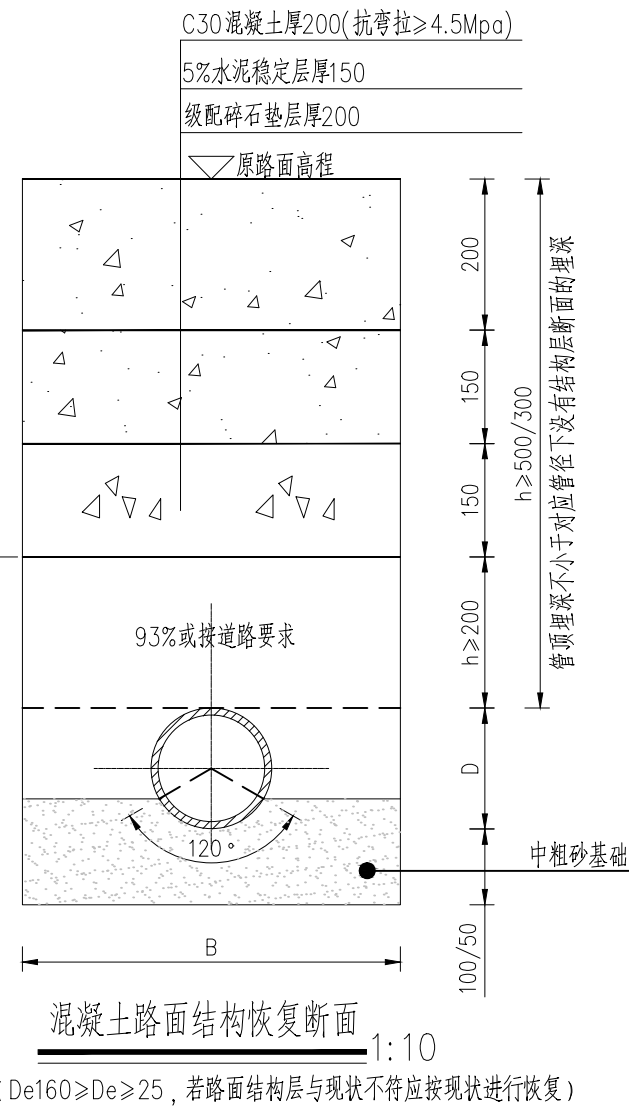 C30混凝土厚200(抗弯拉≥4.5Mpa)
5%水泥稳定层厚150
级配碎石垫层厚200
原路面高程
200
150
150
h≥200
D
100/50
h≥500/300
管顶埋深不小于对应管径下没有结构层断面的埋深
93%或按道路要求
120°
中粗砂基础
B
混凝土路面结构恢复断面
1:10
(De160≥De≥25,若路面结构层与现状不符应按现状进行恢复)